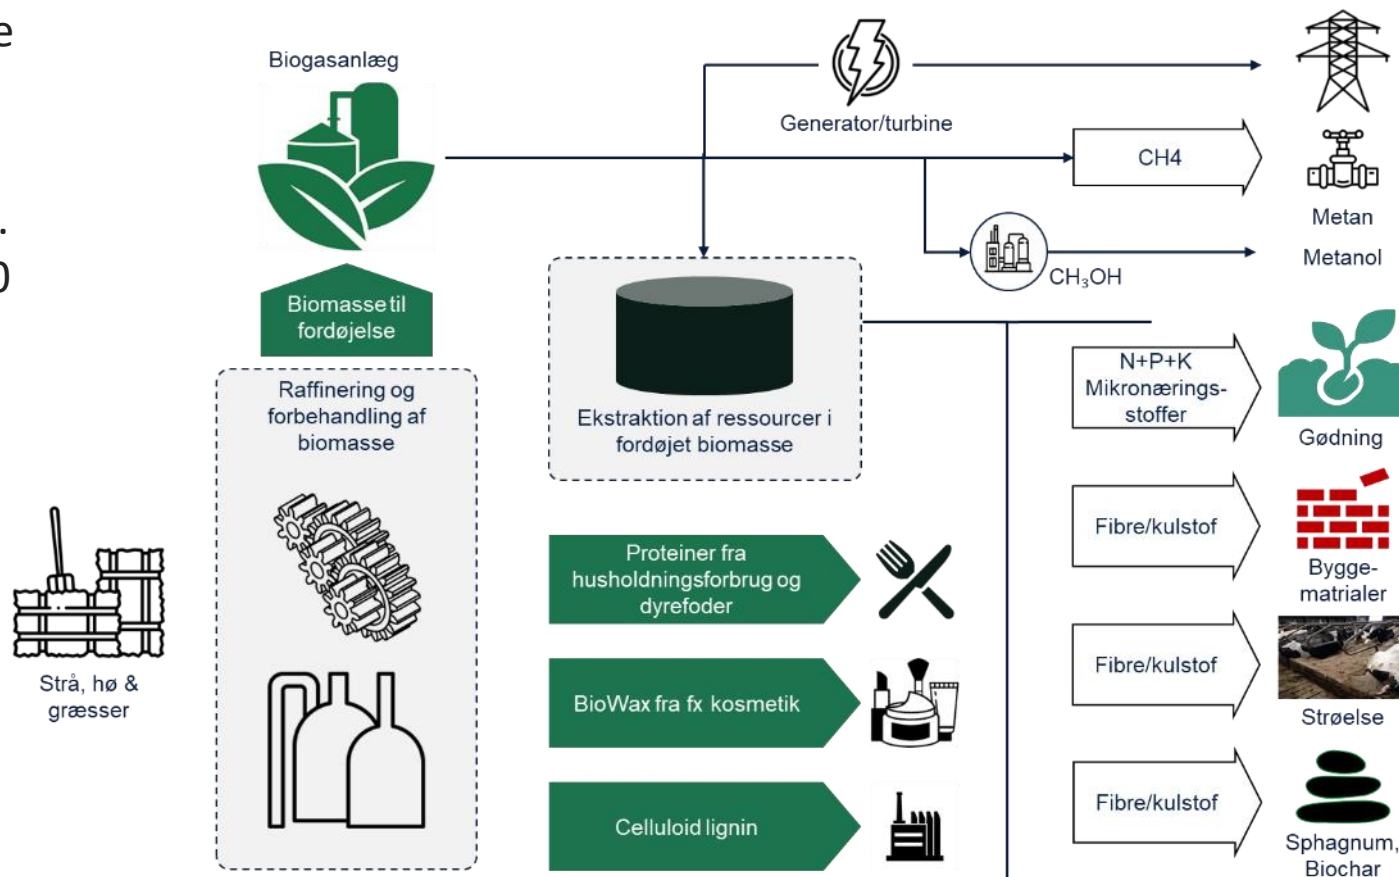 e
.
0
Biogasanlæg
Generator/turbine
CH4
Metan
Metanol
CH₃OH
Biomasse til
fordøjelse
Raffinering og
forbehandling af
biomasse
Ekstraktion af ressourcer i
fordøjet biomasse
N+P+K
Mikronærings-
stoffer
Gødning
Strå, hø &
græsser
Proteiner fra
husholdningsforbrug og
dyrefoder
Fibre/kulstof
Bygge-
matrialer
BioWax fra fx kosmetik
Fibre/kulstof
Strøelse
Celluloid lignin
Fibre/kulstof
Sphagnum,
Biochar